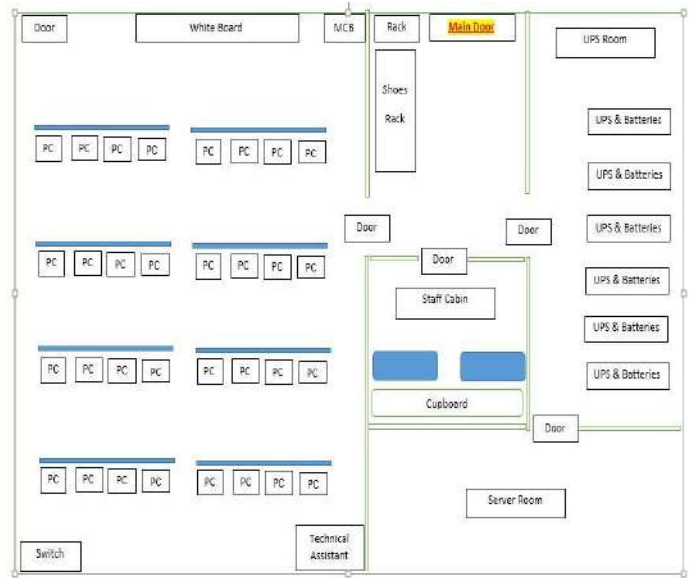 Door
White Board
MCB
Rack
Main Door
UPS Room
Shoes
Rack
UPS & Batteries
PC PC PC PC PC PC PC PC
UPS & Batteries
Door
Door
UPS & Batteries
Door
PC PC PC PC PC PC PC PC
UPS & Batteries
Staff Cabin
UPS & Batteries
PC PC PC PC PC PC PC PC
UPS & Batteries
Cupboard
Door
PC PC PC PC PC PC PC PC
Server Room
Switch
Technical
Assistant